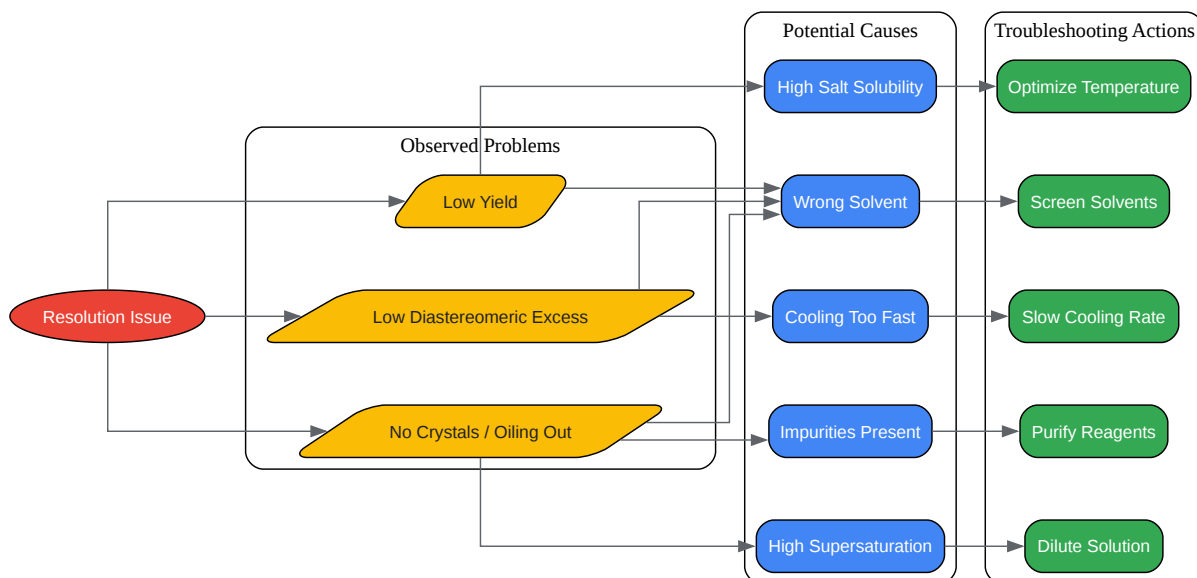 Potential Causes
Troubleshooting Actions
High Salt Solubility
Optimize Temperature
Observed Problems
Low Yield
Wrong Solvent
Screen Solvents
Resolution Issue
Low Diastereomeric Excess
Cooling Too Fast
Slow Cooling Rate
No Crystals / Oiling Out
Impurities Present
Purify Reagents
High Supersaturation
Dilute Solution